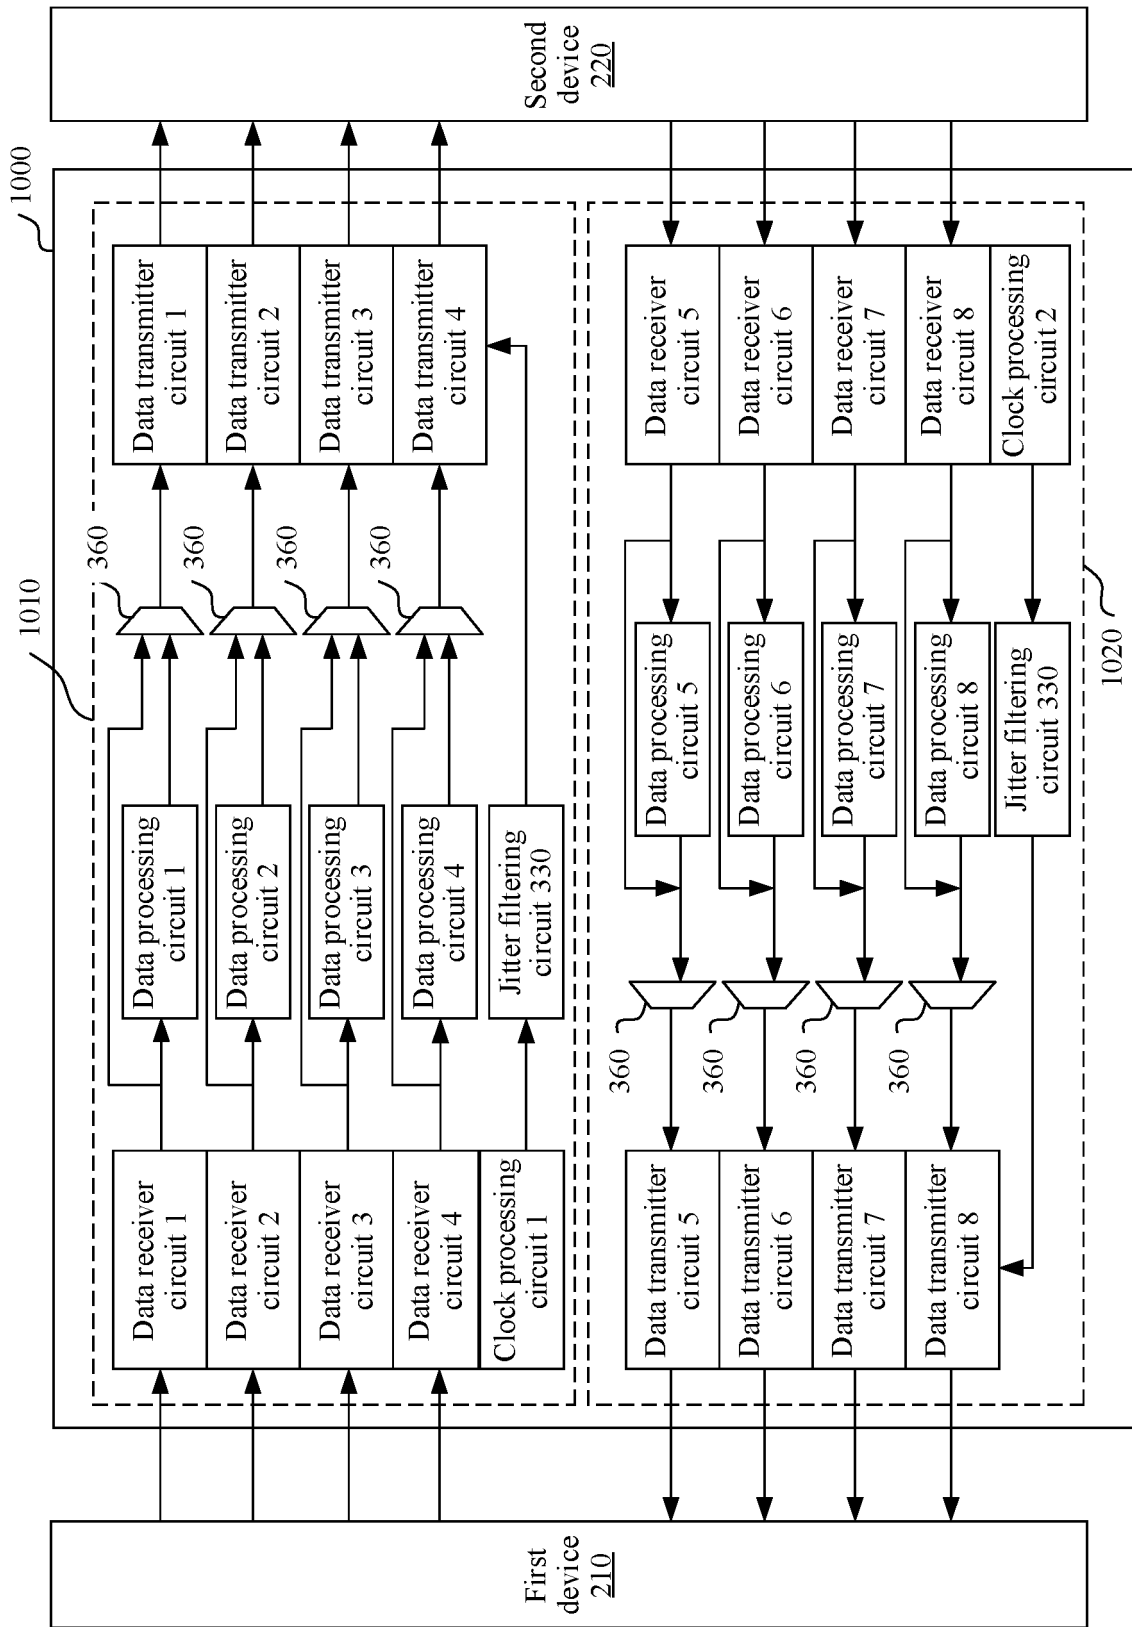 1000
1010
First
device
210
Data receiver
circuit 1
Data receiver
circuit 2
Data receiver
circuit 3
Data receiver
circuit 4
Clock processing
circuit 1
Data processing
circuit 1
Data processing
circuit 2
Data processing
circuit 3
Data processing
circuit 4
Jitter filtering
circuit 330
360
360
360
360
Data transmitter
circuit 1
Data transmitter
circuit 2
Data transmitter
circuit 3
Data transmitter
circuit 4
Second
device
220
Data transmitter
circuit 5
Data transmitter
circuit 6
Data transmitter
circuit 7
Data transmitter
circuit 8
360
360
360
360
Data processing
circuit 5
Data processing
circuit 6
Data processing
circuit 7
Data processing
circuit 8
Jitter filtering
circuit 330
Data receiver
circuit 5
Data receiver
circuit 6
Data receiver
circuit 7
Data receiver
circuit 8
Clock processing
circuit 2
1020